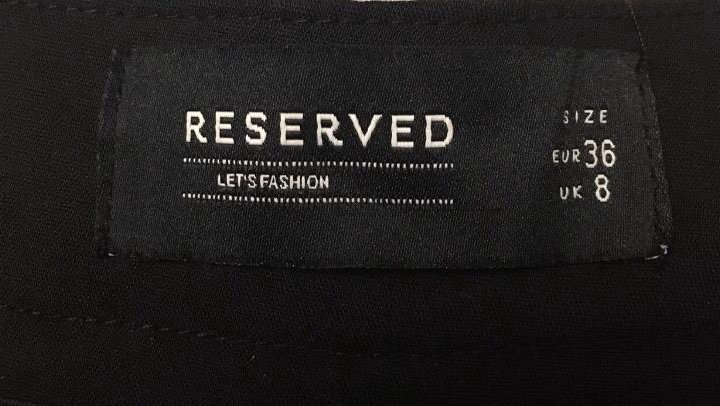 RESERVED
LET'S FASHION
SIZE
EUR 36
UK 8